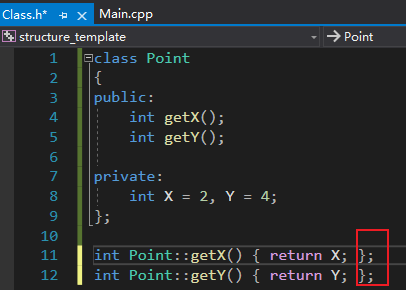 Class.h* Main.cpp
structure_template Point
1 class Point
2 {
3 public:
4 int getX();
5 int getY();
6
7 private:
8 int X = 2, Y = 4;
9 };
10
11 int Point::getX() { return X; };
12 int Point::getY() { return Y; };